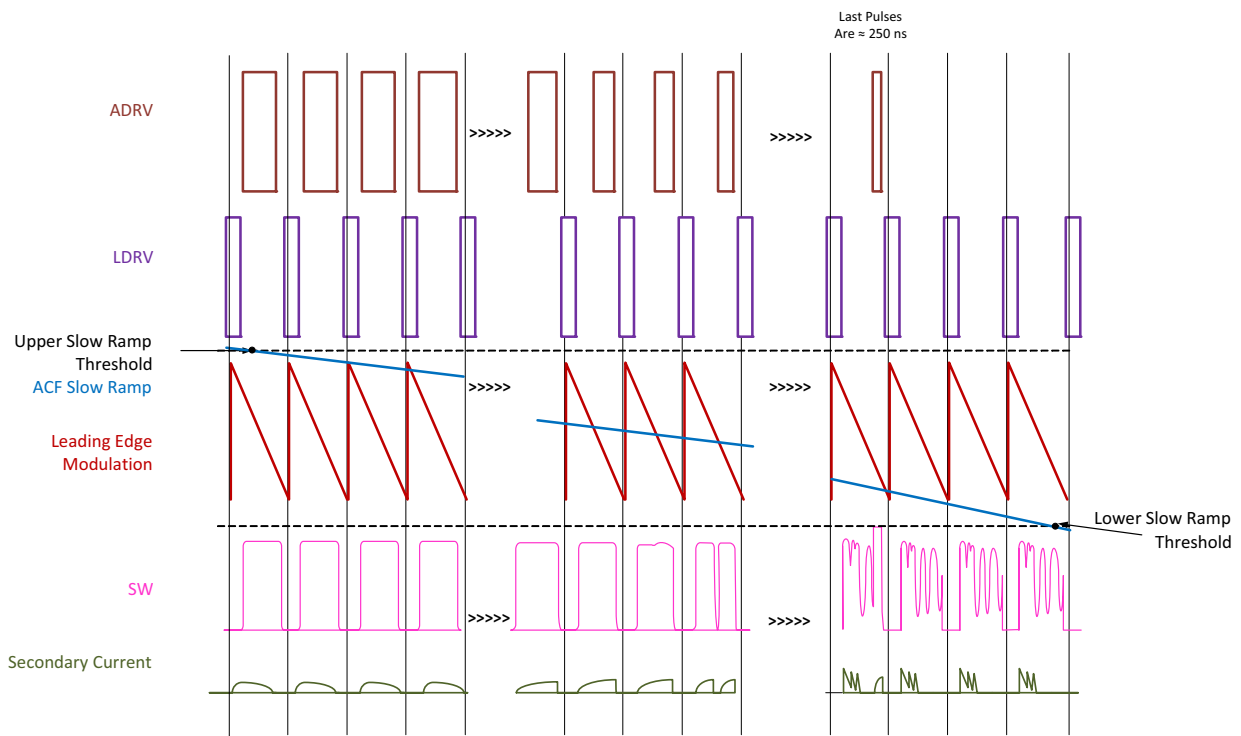 Last Pulses
Are ≈ 250 ns
ADRV
>>>>>
>>>>>
LDRV
Upper Slow Ramp
Threshold
ACF Slow Ramp
>>>>>
>>>>>
Leading Edge
Modulation
Lower Slow Ramp
Threshold
SW
>>>>>
>>>>>
Secondary Current